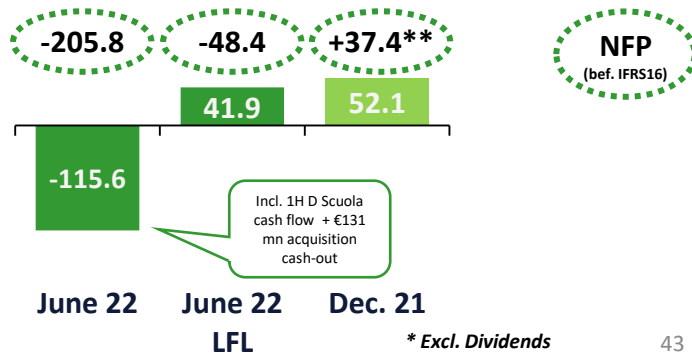 -205.8
-48.4
+37.4**
NFP
(bef. IFRS16)
41.9
52.1
-115.6
Incl. 1H D Scuola
cash flow + €131
mn acquisition
cash-out
June 22
June 22
LFL
Dec. 21
* Excl. Dividends
43